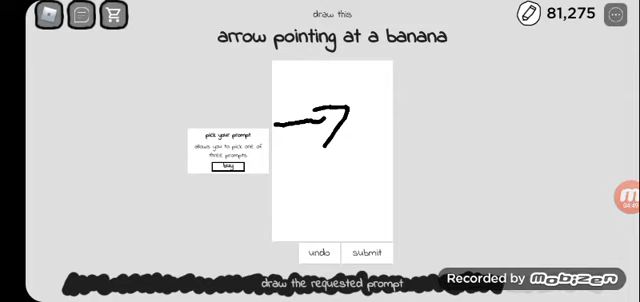 draw this
81,275
arrow pointing at a banana
pick your prompt
allows you to pick one of
three prompts
buy
undo
submit
draw the requested prompt
Recorded by Mobizen